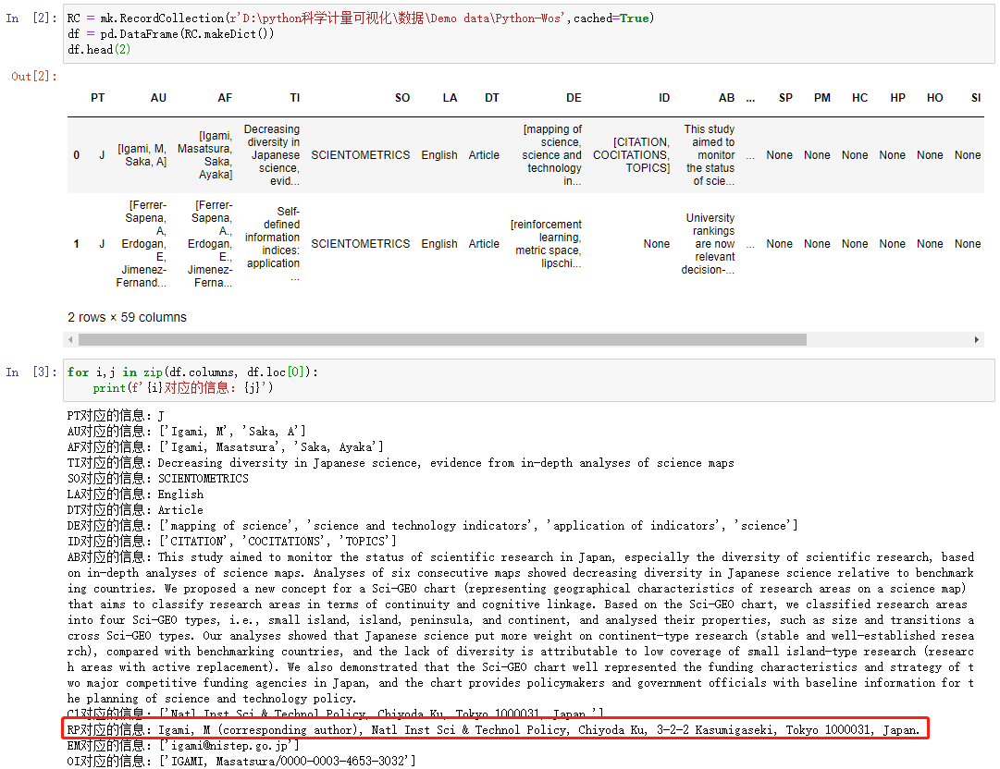 In [2]: RC = mk.RecordCollection(r'D:\python科学计量可视化\数据\Demo data\Python-Wos',cached=True)
df = pd.DataFrame(RC.makeDict())
df.head(2)
Out[2]:
PT AU AF TI SO LA DT DE ID AB ... SP PM HC HP HO SI
0 J [Igami, M, Saka, A] [Igami, Masatsura, Saka, Ayaka] Decreasing diversity in Japanese science, evid... SCIENTOMETRICS English Article [mapping of science, science and technology in... [CITATION, COCITATIONS, TOPICS] This study aimed to monitor the status of scie... ... None None None None None None
1 J [Ferrer-Sapena, A, Erdogan, E, Jimenez-Fernand... [Ferrer-Sapena, A., Erdogan, E., Jimenez-Ferna... Self-defined information indices: application ... SCIENTOMETRICS English Article [reinforcement learning, metric space, lipschi... None University rankings are now relevant decision-... ... None None None None None None
2 rows × 59 columns
In [3]: for i,j in zip(df.columns, df.loc[0]):
print(f'{i}对应的信息: {j}')
PT对应的信息: J
AU对应的信息: ['Igami, M', 'Saka, A']
AF对应的信息: ['Igami, Masatsura', 'Saka, Ayaka']
TI对应的信息: Decreasing diversity in Japanese science, evidence from in-depth analyses of science maps
SO对应的信息: SCIENTOMETRICS
LA对应的信息: English
DT对应的信息: Article
DE对应的信息: ['mapping of science', 'science and technology indicators', 'application of indicators', 'science']
ID对应的信息: ['CITATION', 'COCITATIONS', 'TOPICS']
AB对应的信息: This study aimed to monitor the status of scientific research in Japan, especially the diversity of scientific research, based
on in-depth analyses of science maps. Analyses of six consecutive maps showed decreasing diversity in Japanese science relative to benchmark
ing countries. We proposed a new concept for a Sci-GEO chart (representing geographical characteristics of research areas on a science map)
that aims to classify research areas in terms of continuity and cognitive linkage. Based on the Sci-GEO chart, we classified research areas
into four Sci-GEO types, i.e., small island, island, peninsula, and continent, and analysed their properties, such as size and transitions a
cross Sci-GEO types. Our analyses showed that Japanese science put more weight on continent-type research (stable and well-established resea
rch), compared with benchmarking countries, and the lack of diversity is attributable to low coverage of small island-type research (researc
h areas with active replacement). We also demonstrated that the Sci-GEO chart well represented the funding characteristics and strategy of t
wo major competitive funding agencies in Japan, and the chart provides policymakers and government officials with baseline information for t
he planning of science and technology policy.
C1对应的信息: ['Natl Inst Sci & Technol Policy, Chiyoda Ku, Tokyo 1000031, Japan.']
RP对应的信息: Igami, M (corresponding author), Natl Inst Sci & Technol Policy, Chiyoda Ku, 3-2-2 Kasumigaseki, Tokyo 1000031, Japan.
EM对应的信息: ['igami@nistep.go.jp']
OI对应的信息: ['IGAMI, Masatsura/0000-0003-4653-3032']